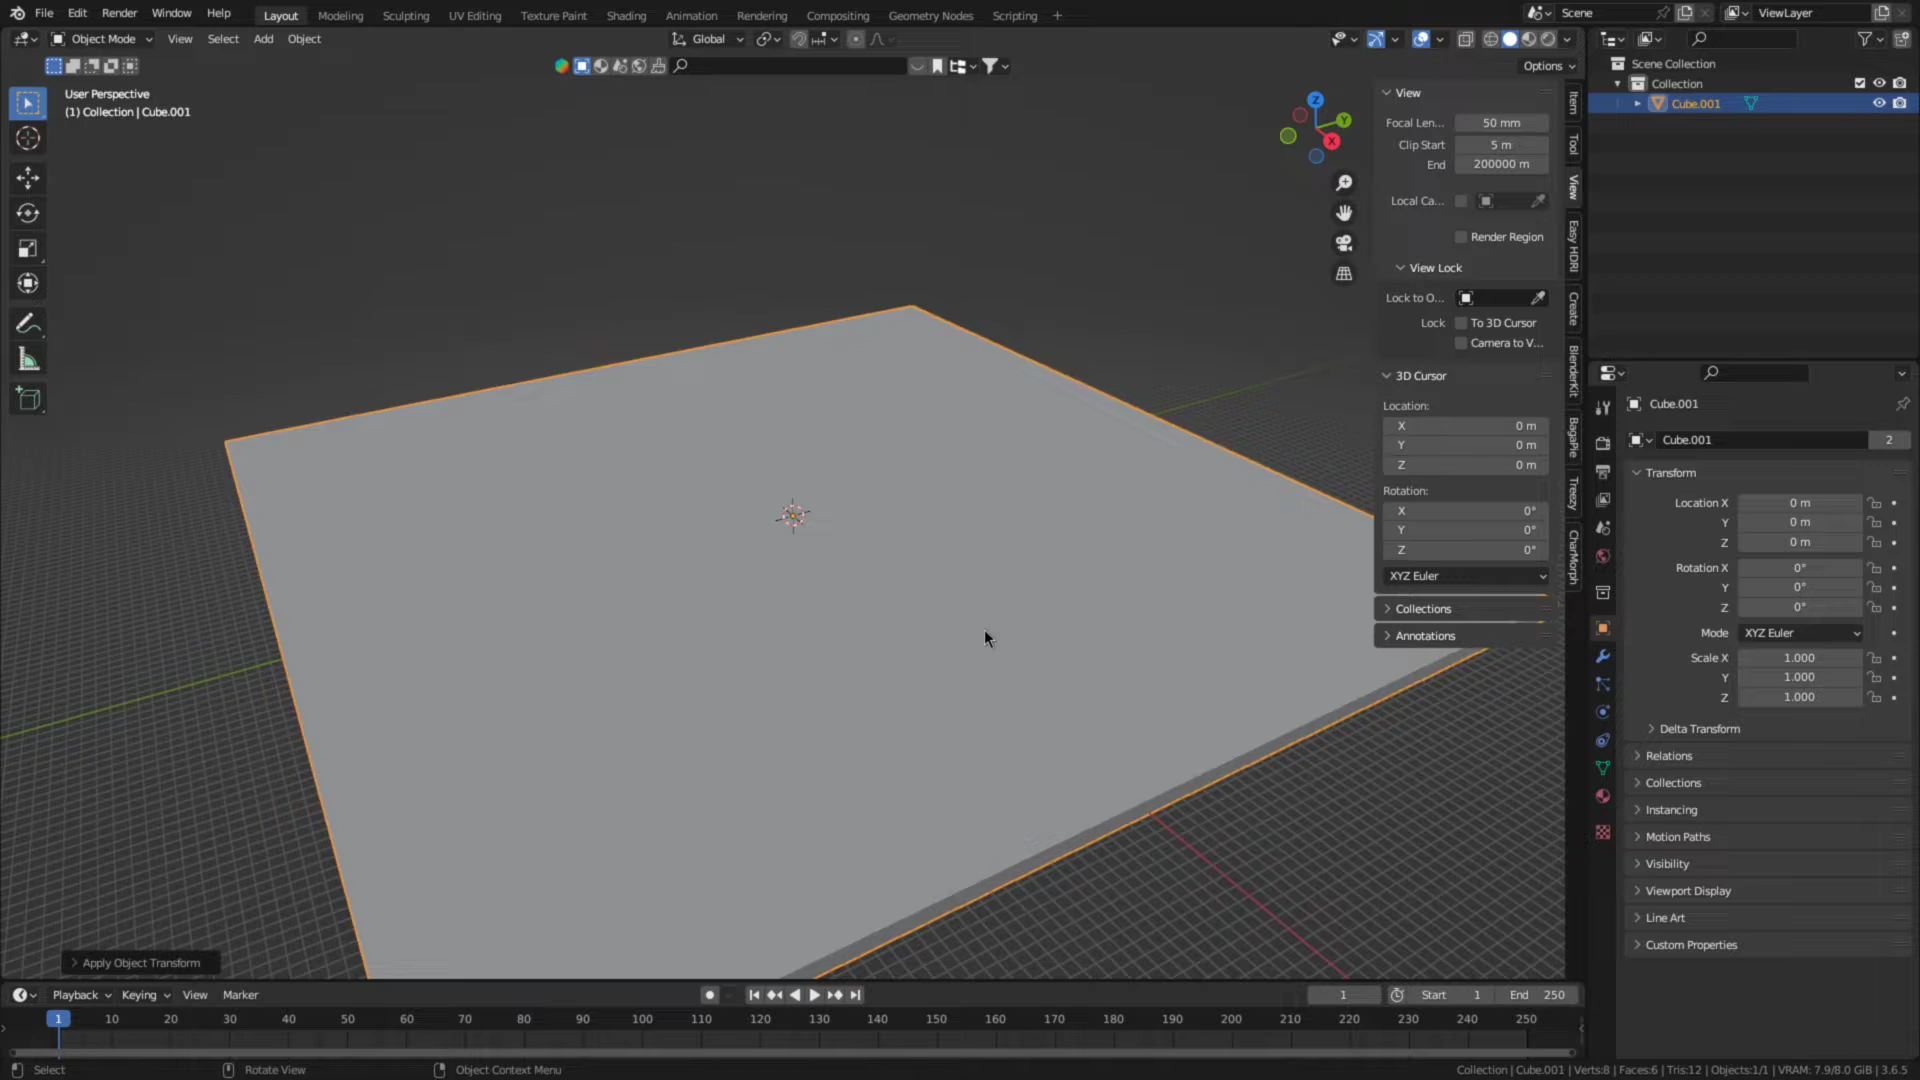 File Edit Render Window Help Layout Modeling Sculpting UV Editing Texture Paint Shading Animation Rendering Compositing Geometry Nodes Scripting + Scene ViewLayer
Object Mode View Select Add Object Global
Options
User Perspective
(1) Collection | Cube.001
Z
Y
X
View
Focal Len... 50 mm
Clip Start 5 m
End 200000 m
Local Ca...
Render Region
View Lock
Lock to O...
Lock To 3D Cursor
Camera to V...
3D Cursor
Location:
X 0 m
Y 0 m
Z 0 m
Rotation:
X 0°
Y 0°
Z 0°
XYZ Euler
Collections
Annotations
Item
Tool
View
Easy HDRI
Create
BlenderKit
BagaPie
Treezy
CharMorph
Scene Collection
Collection
Cube.001
Cube.001
Cube.001 2
Transform
Location X 0 m
Y 0 m
Z 0 m
Rotation X 0°
Y 0°
Z 0°
Mode XYZ Euler
Scale X 1.000
Y 1.000
Z 1.000
Delta Transform
Relations
Collections
Instancing
Motion Paths
Visibility
Viewport Display
Line Art
Custom Properties
Apply Object Transform
Playback Keying View Marker 1 Start 1 End 250
1 10 20 30 40 50 60 70 80 90 100 110 120 130 140 150 160 170 180 190 200 210 220 230 240 250
Select Rotate View Object Context Menu Collection | Cube.001 | Verts:8 | Faces:6 | Tris:12 | Objects:1/1 | VRAM: 7.9/8.0 GiB | 3.6.5